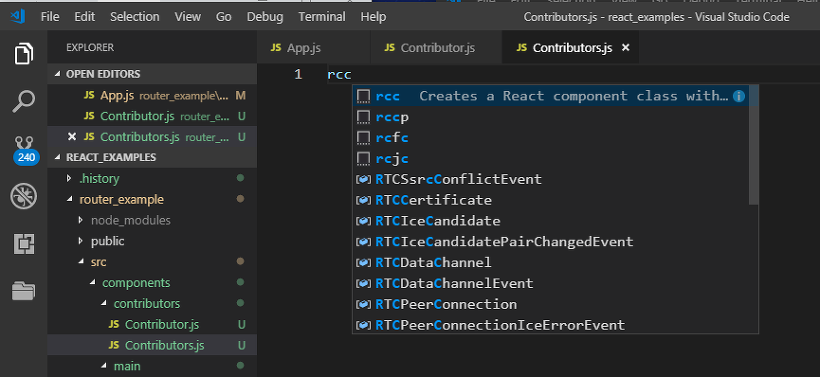 File Edit Selection View Go Debug Terminal Help Contributors.js - react_examples - Visual Studio Code
EXPLORER
OPEN EDITORS
JS App.js router_example\... M
JS Contributor.js router_e... U
JS Contributors.js router_... U
REACT_EXAMPLES
.history
router_example
node_modules
public
src
components
contributors
JS Contributor.js U
JS Contributors.js U
main
240
JS App.js JS Contributor.js JS Contributors.js
1 rcc
rcc Creates a React component class with...
rccp
rcfc
rcjc
RTCSsrcConflictEvent
RTCCertificate
RTCIceCandidate
RTCIceCandidatePairChangedEvent
RTCDataChannel
RTCDataChannelEvent
RTCPeerConnection
RTCPeerConnectionIceErrorEvent